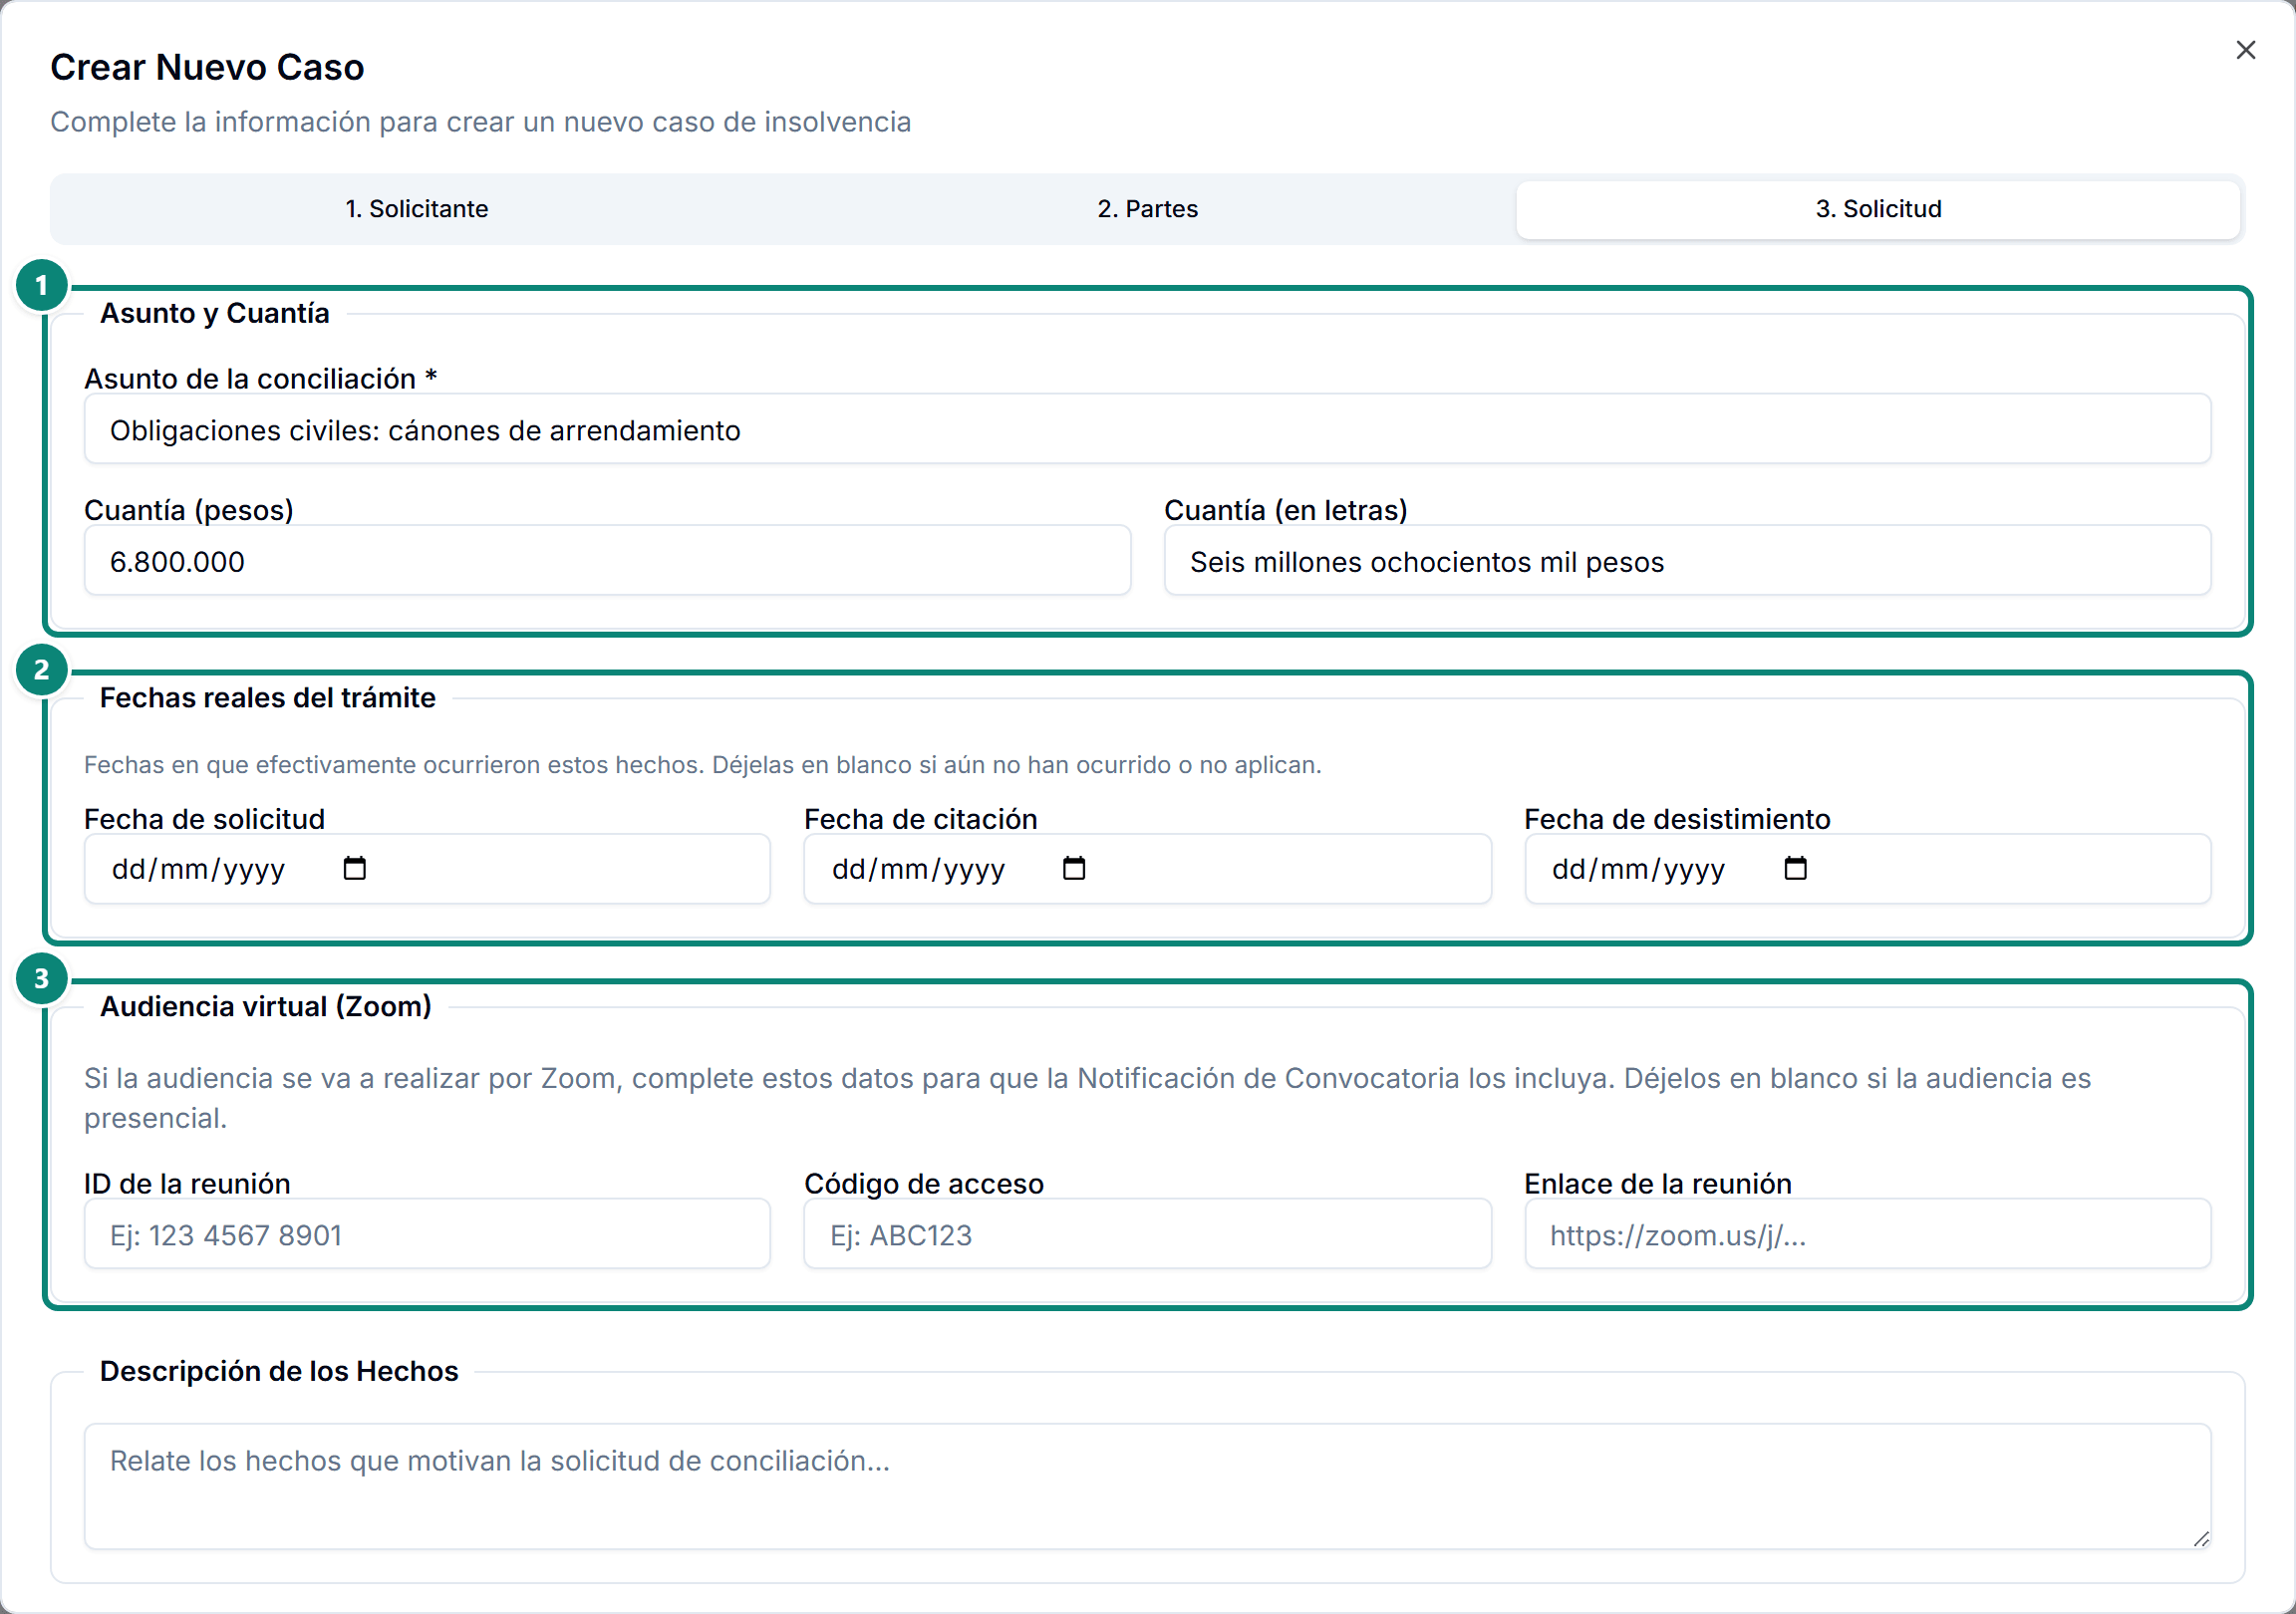 Crear Nuevo Caso
Complete la información para crear un nuevo caso de insolvencia
1. Solicitante
2. Partes
3. Solicitud
1
Asunto y Cuantía
Asunto de la conciliación *
Obligaciones civiles: cánones de arrendamiento
Cuantía (pesos)
Cuantía (en letras)
6.800.000
Seis millones ochocientos mil pesos
2
Fechas reales del trámite
Fechas en que efectivamente ocurrieron estos hechos. Déjelas en blanco si aún no han ocurrido o no aplican.
Fecha de solicitud
Fecha de citación
Fecha de desistimiento
dd/mm/yyyy
dd/mm/yyyy
dd/mm/yyyy
3
Audiencia virtual (Zoom)
Si la audiencia se va a realizar por Zoom, complete estos datos para que la Notificación de Convocatoria los incluya. Déjelos en blanco si la audiencia es
presencial.
ID de la reunión
Código de acceso
Enlace de la reunión
Ej: 123 4567 8901
Ej: ABC123
https://zoom.us/j/...
Descripción de los Hechos
Relate los hechos que motivan la solicitud de conciliación...